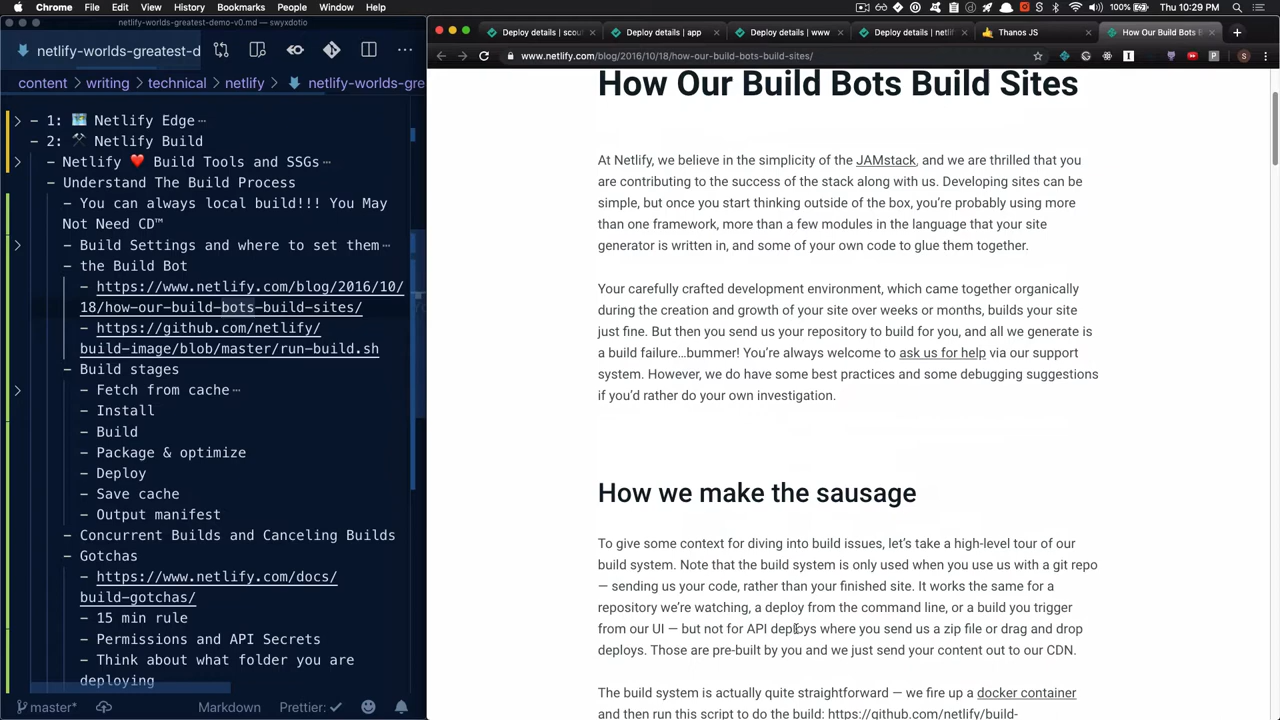 Chrome File Edit View History Bookmarks People Window Help 100% Thu 10:29 PM
netlify-worlds-greatest-demo-v0.md — swyxdotio
netlify-worlds-greatest-d
content › writing › technical › netlify › netlify-worlds-gre
– 1: Netlify Edge…
– 2: Netlify Build
– Netlify ❤️ Build Tools and SSGs…
– Understand The Build Process
– You can always local build!!! You May
Not Need CD™
– Build Settings and where to set them…
– the Build Bot
– https://www.netlify.com/blog/2016/10/
18/how-our-build-bots-build-sites/
– https://github.com/netlify/
build-image/blob/master/run-build.sh
– Build stages
– Fetch from cache…
– Install
– Build
– Package & optimize
– Deploy
– Save cache
– Output manifest
– Concurrent Builds and Canceling Builds
– Gotchas
– https://www.netlify.com/docs/
build-gotchas/
– 15 min rule
– Permissions and API Secrets
– Think about what folder you are
deploying
master* Markdown Prettier: ✓
Deploy details | scou Deploy details | app Deploy details | www Deploy details | netli Thanos JS How Our Build Bots B
www.netlify.com/blog/2016/10/18/how-our-build-bots-build-sites/
How Our Build Bots Build Sites
At Netlify, we believe in the simplicity of the JAMstack, and we are thrilled that you
are contributing to the success of the stack along with us. Developing sites can be
simple, but once you start thinking outside of the box, you’re probably using more
than one framework, more than a few modules in the language that your site
generator is written in, and some of your own code to glue them together.
Your carefully crafted development environment, which came together organically
during the creation and growth of your site over weeks or months, builds your site
just fine. But then you send us your repository to build for you, and all we generate is
a build failure…bummer! You’re always welcome to ask us for help via our support
system. However, we do have some best practices and some debugging suggestions
if you’d rather do your own investigation.
How we make the sausage
To give some context for diving into build issues, let’s take a high-level tour of our
build system. Note that the build system is only used when you use us with a git repo
— sending us your code, rather than your finished site. It works the same for a
repository we’re watching, a deploy from the command line, or a build you trigger
from our UI — but not for API deploys where you send us a zip file or drag and drop
deploys. Those are pre-built by you and we just send your content out to our CDN.
The build system is actually quite straightforward — we fire up a docker container
and then run this script to do the build: https://github.com/netlify/build-